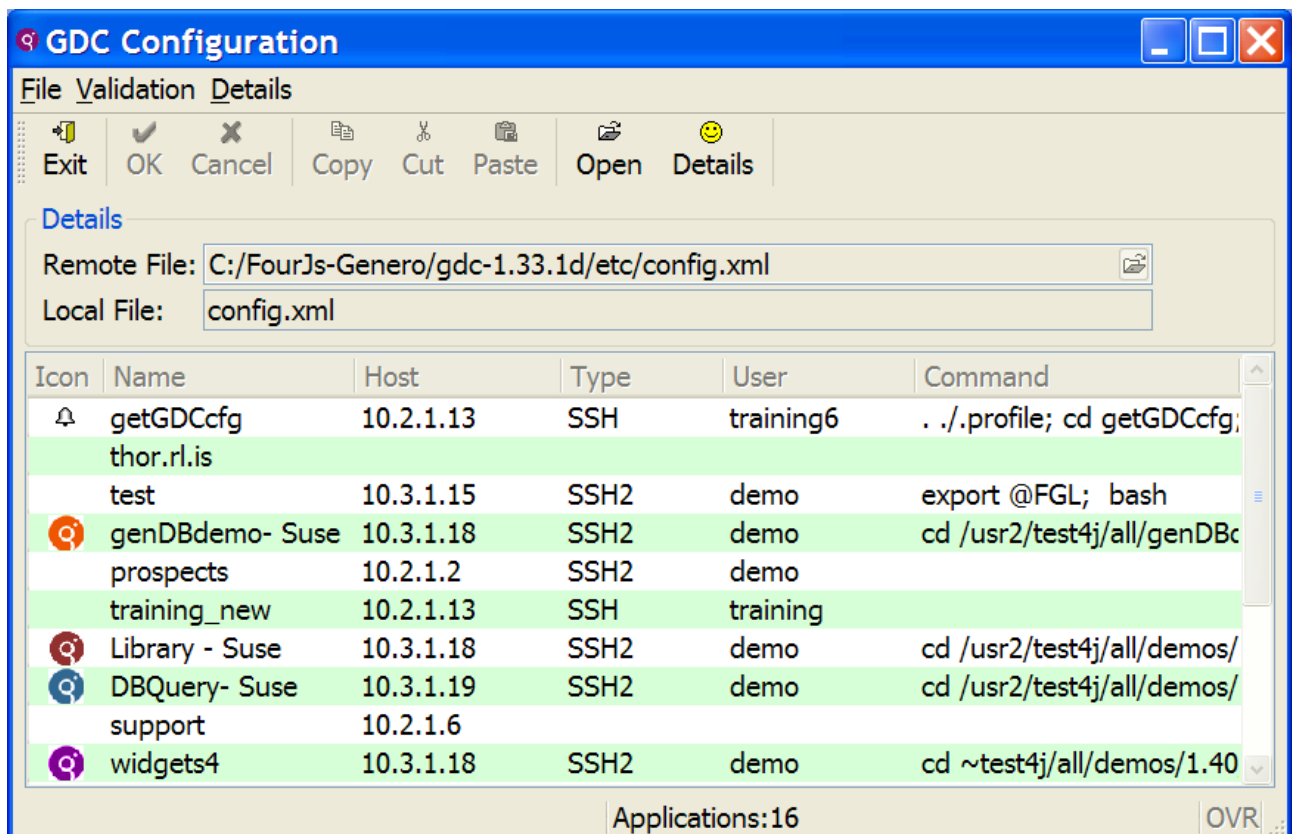 GDC Configuration
File Validation Details
Exit OK Cancel Copy Cut Paste Open Details
Details
Remote File: C:/FourJs-Genero/gdc-1.33.1d/etc/config.xml
Local File: config.xml
Icon Name Host Type User Command
getGDCcfg 10.2.1.13 SSH training6 . ../.profile; cd getGDCcfg;
thor.rl.is
test 10.3.1.15 SSH2 demo export @FGL; bash
genDBdemo- Suse 10.3.1.18 SSH2 demo cd /usr2/test4j/all/genDBd
prospects 10.2.1.2 SSH2 demo
training_new 10.2.1.13 SSH training
Library - Suse 10.3.1.18 SSH2 demo cd /usr2/test4j/all/demos/
DBQuery- Suse 10.3.1.19 SSH2 demo cd /usr2/test4j/all/demos/
support 10.2.1.6
widgets4 10.3.1.18 SSH2 demo cd ~test4j/all/demos/1.40
Applications:16 OVR